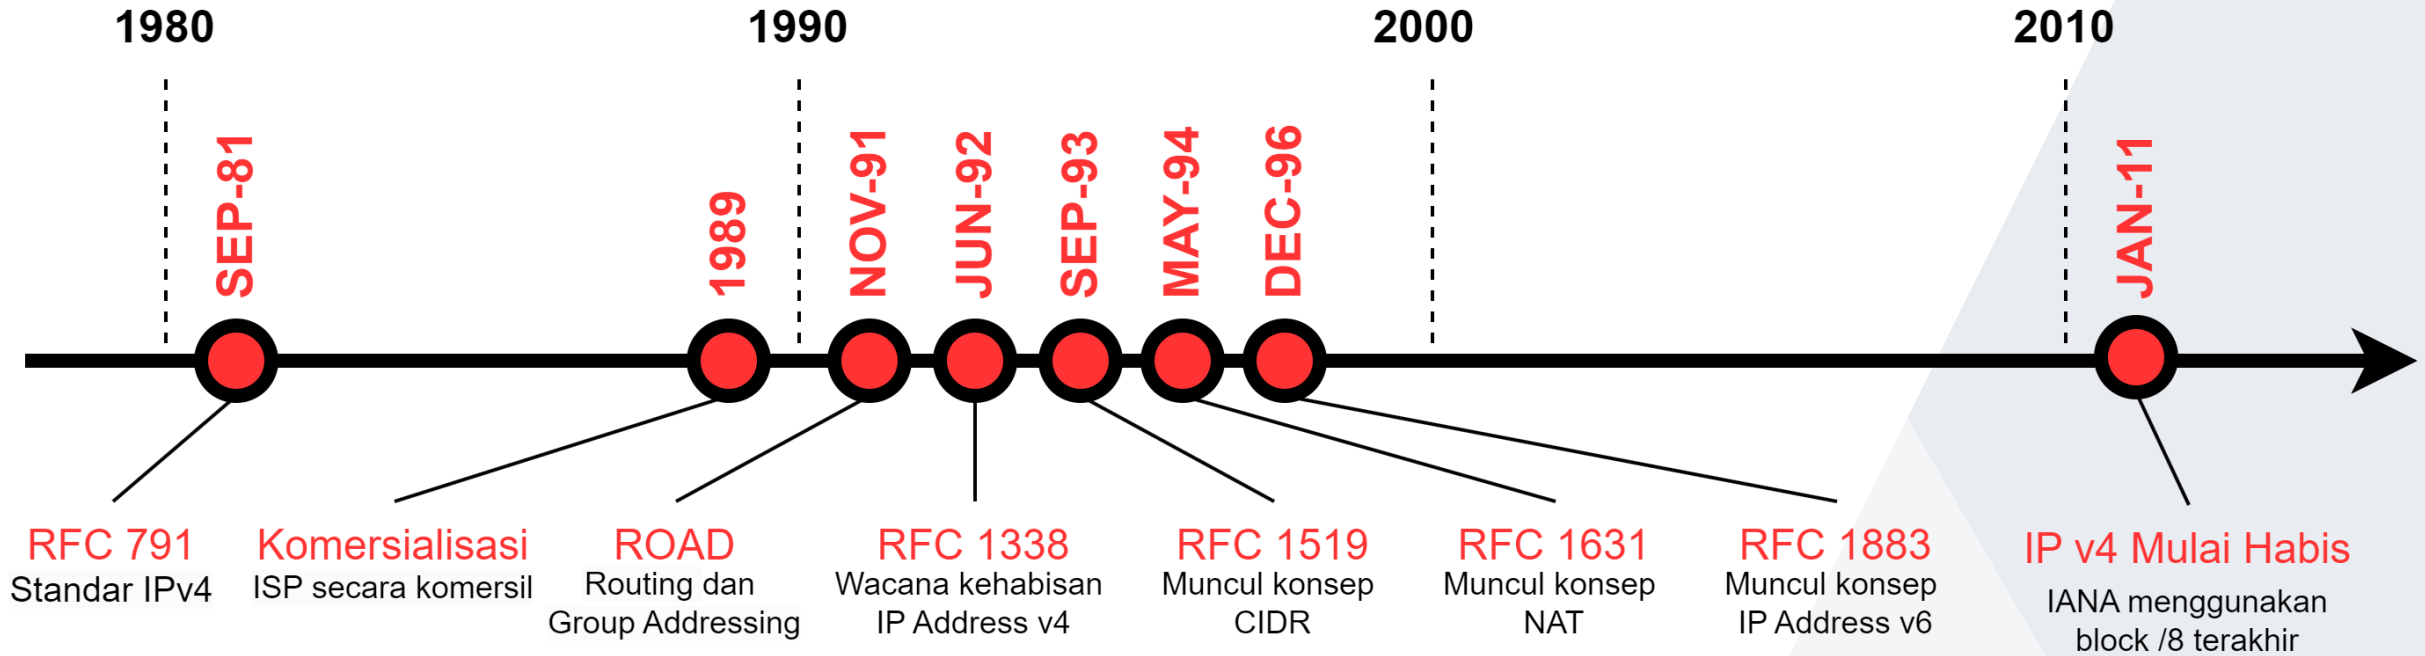 1980
1990
2000
2010
SEP-81
1989
NOV-91
JUN-92
SEP-93
MAY-94
DEC-96
JAN-11
RFC 791
Standar IPv4
Komersialisasi
ISP secara komersil
ROAD
Routing dan
Group Addressing
RFC 1338
Wacana kehabisan
IP Address v4
RFC 1519
Muncul konsep
CIDR
RFC 1631
Muncul konsep
NAT
RFC 1883
Muncul konsep
IP Address v6
IP v4 Mulai Habis
IANA menggunakan
block /8 terakhir